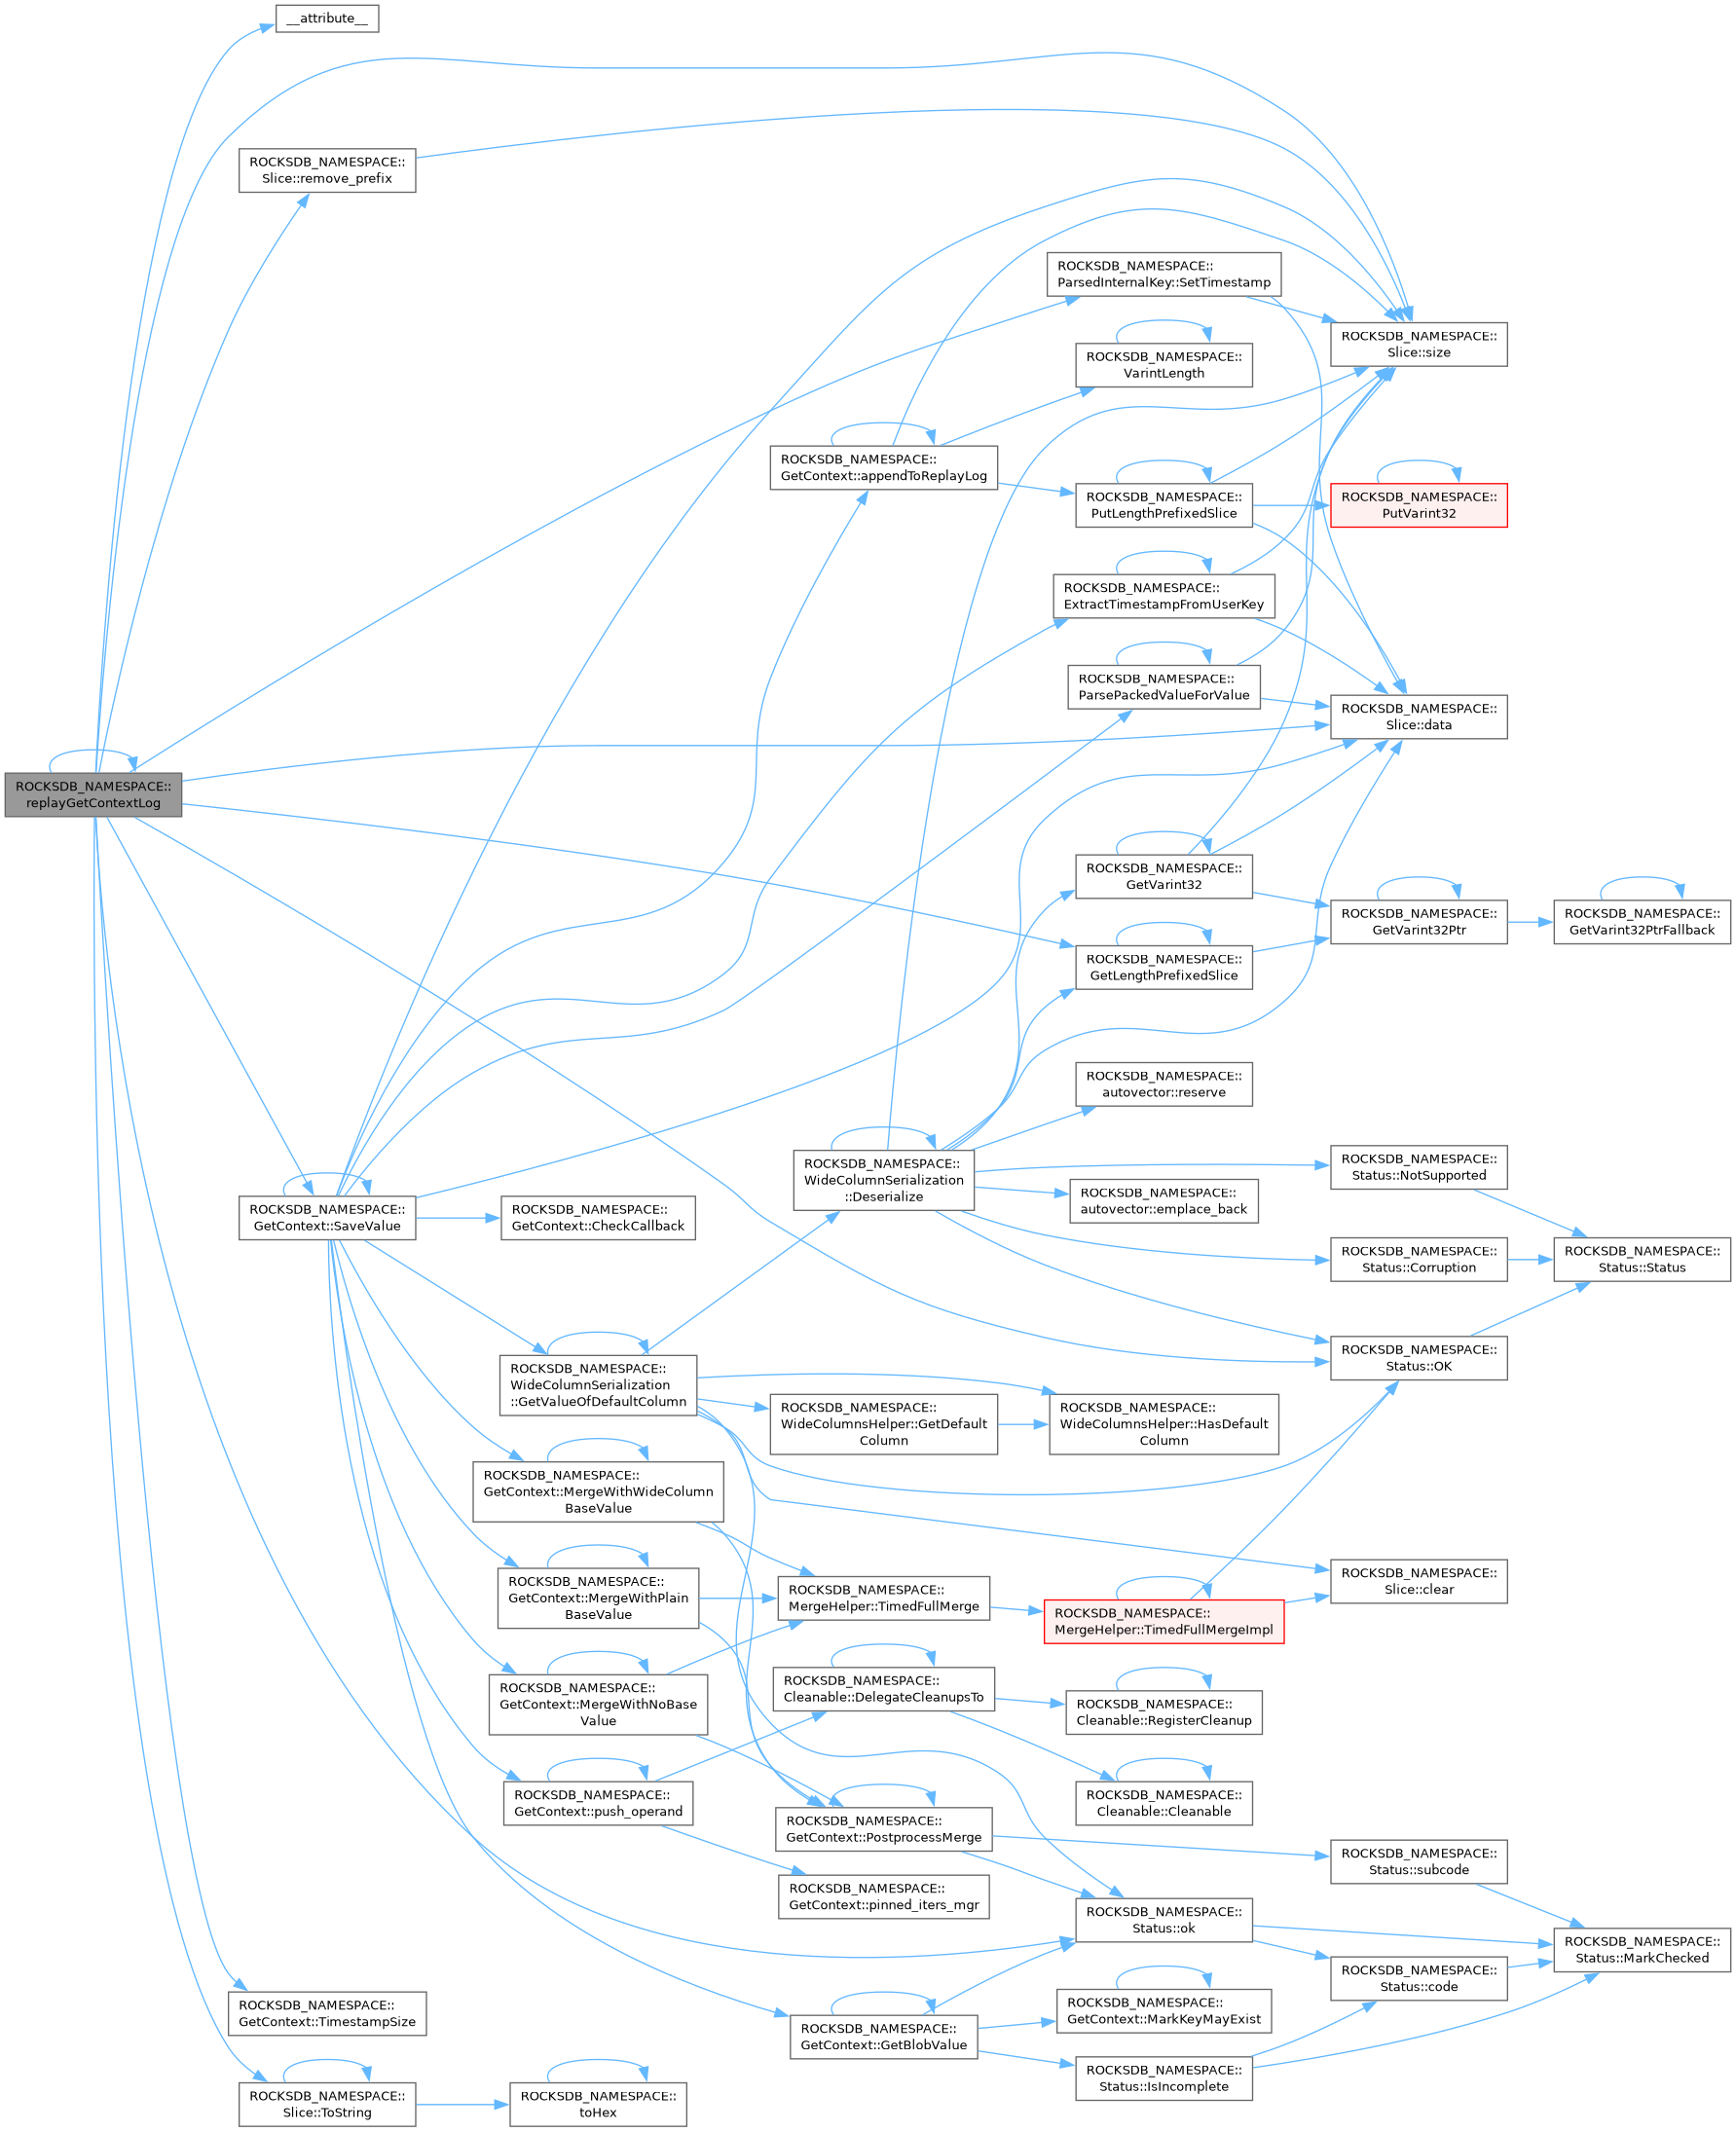 __attribute__
ROCKSDB_NAMESPACE::
Slice::remove_prefix
ROCKSDB_NAMESPACE::
ParsedInternalKey::SetTimestamp
ROCKSDB_NAMESPACE::
Slice::size
ROCKSDB_NAMESPACE::
VarintLength
ROCKSDB_NAMESPACE::
GetContext::appendToReplayLog
ROCKSDB_NAMESPACE::
PutLengthPrefixedSlice
ROCKSDB_NAMESPACE::
PutVarint32
ROCKSDB_NAMESPACE::
ExtractTimestampFromUserKey
ROCKSDB_NAMESPACE::
ParsePackedValueForValue
ROCKSDB_NAMESPACE::
Slice::data
ROCKSDB_NAMESPACE::
replayGetContextLog
ROCKSDB_NAMESPACE::
GetVarint32
ROCKSDB_NAMESPACE::
GetVarint32Ptr
ROCKSDB_NAMESPACE::
GetVarint32PtrFallback
ROCKSDB_NAMESPACE::
GetLengthPrefixedSlice
ROCKSDB_NAMESPACE::
autovector::reserve
ROCKSDB_NAMESPACE::
WideColumnSerialization
::Deserialize
ROCKSDB_NAMESPACE::
Status::NotSupported
ROCKSDB_NAMESPACE::
autovector::emplace_back
ROCKSDB_NAMESPACE::
GetContext::SaveValue
ROCKSDB_NAMESPACE::
GetContext::CheckCallback
ROCKSDB_NAMESPACE::
Status::Corruption
ROCKSDB_NAMESPACE::
Status::Status
ROCKSDB_NAMESPACE::
Status::OK
ROCKSDB_NAMESPACE::
WideColumnSerialization
::GetValueOfDefaultColumn
ROCKSDB_NAMESPACE::
WideColumnsHelper::GetDefault
Column
ROCKSDB_NAMESPACE::
WideColumnsHelper::HasDefault
Column
ROCKSDB_NAMESPACE::
GetContext::MergeWithWideColumn
BaseValue
ROCKSDB_NAMESPACE::
GetContext::MergeWithPlain
BaseValue
ROCKSDB_NAMESPACE::
MergeHelper::TimedFullMerge
ROCKSDB_NAMESPACE::
MergeHelper::TimedFullMergeImpl
ROCKSDB_NAMESPACE::
Slice::clear
ROCKSDB_NAMESPACE::
GetContext::MergeWithNoBase
Value
ROCKSDB_NAMESPACE::
Cleanable::DelegateCleanupsTo
ROCKSDB_NAMESPACE::
Cleanable::RegisterCleanup
ROCKSDB_NAMESPACE::
GetContext::push_operand
ROCKSDB_NAMESPACE::
Cleanable::Cleanable
ROCKSDB_NAMESPACE::
GetContext::PostprocessMerge
ROCKSDB_NAMESPACE::
Status::subcode
ROCKSDB_NAMESPACE::
GetContext::pinned_iters_mgr
ROCKSDB_NAMESPACE::
Status::ok
ROCKSDB_NAMESPACE::
Status::MarkChecked
ROCKSDB_NAMESPACE::
Status::code
ROCKSDB_NAMESPACE::
GetContext::TimestampSize
ROCKSDB_NAMESPACE::
GetContext::GetBlobValue
ROCKSDB_NAMESPACE::
GetContext::MarkKeyMayExist
ROCKSDB_NAMESPACE::
Status::IsIncomplete
ROCKSDB_NAMESPACE::
Slice::ToString
ROCKSDB_NAMESPACE::
toHex